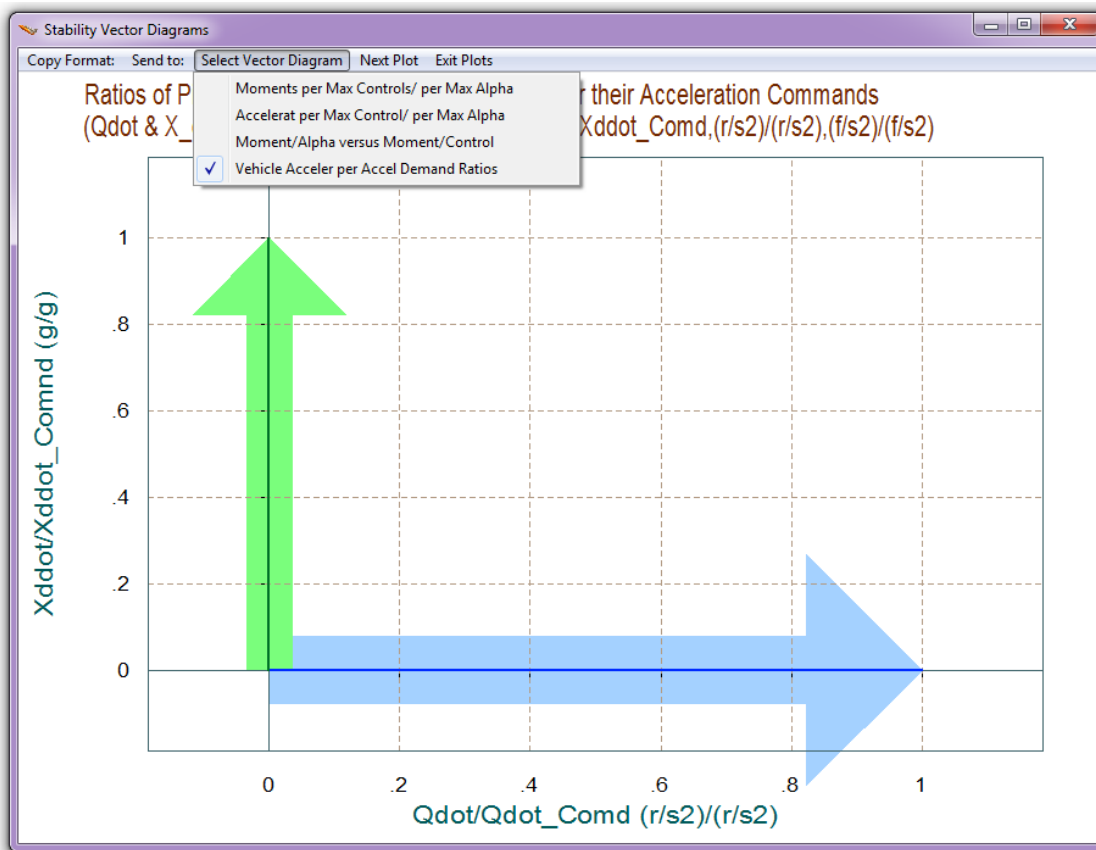 Stability Vector Diagrams
Copy Format: Send to: Select Vector Diagram Next Plot Exit Plots
Moments per Max Controls/ per Max Alpha
Accelerat per Max Control/ per Max Alpha
Moment/Alpha versus Moment/Control
Vehicle Acceler per Accel Demand Ratios
Ratios of P r their Acceleration Commands
(Qdot & X_ Xddot_Comd,(r/s2)/(r/s2),(f/s2)/(f/s2)
1
.8
.6
.4
.2
0
Xddot/Xddot_Comnd (g/g)
0 .2 .4 .6 .8 1
Qdot/Qdot_Comd (r/s2)/(r/s2)